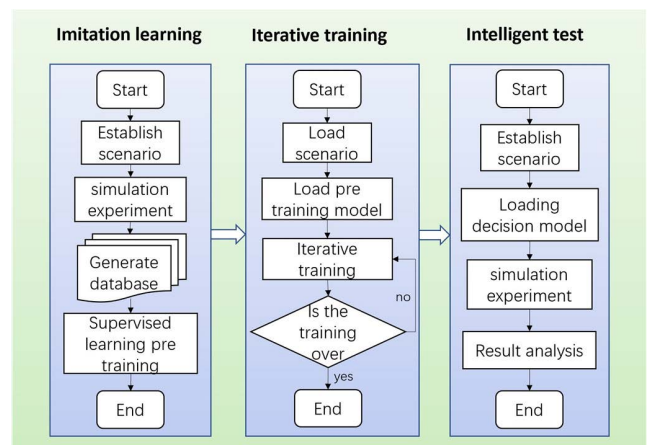 Imitation learning
Start
Establish
scenario
simulation
experiment
Generate
database
Supervised
learning pre
training
End
Iterative training
Start
Load
scenario
Load pre
training model
Iterative
training
no
Is the
training
over
yes
End
Intelligent test
Start
Establish
scenario
Loading
decision model
simulation
experiment
Result analysis
End